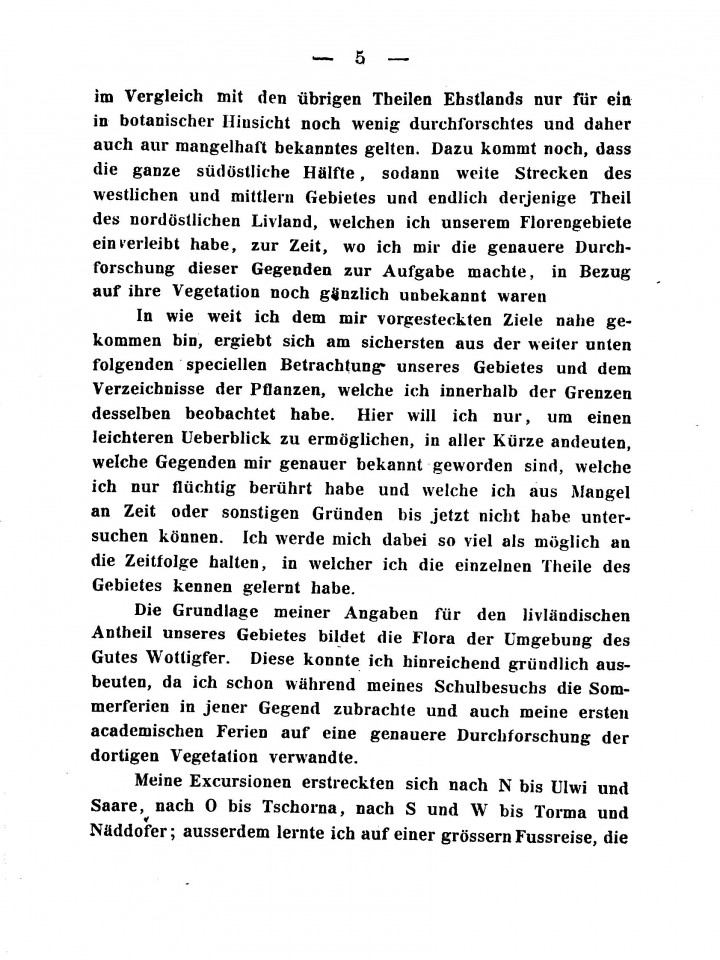 — 5 —
im Vergleich mit den übrigen Theilen Ehstlands nur für ein
in botanischer Hinsicht noch wenig durchforschtes und daher
auch aur mangelhaft bekanntes gelten. Dazu kommt noch, dass
die ganze südöstliche Hälfte, sodann weite Strecken des
westlichen und mittlern Gebietes und endlich derjenige Theil
des nordöstlichen Livland, welchen ich unserem Florengebiete
einverleibt habe, zur Zeit, wo ich mir die genauere Durch-
forschung dieser Gegenden zur Aufgabe machte, in Bezug
auf ihre Vegetation noch gänzlich unbekannt waren
In wie weit ich dem mir vorgesteckten Ziele nahe ge-
kommen bin, ergiebt sich am sichersten aus der weiter unten
folgenden speciellen Betrachtung unseres Gebietes und dem
Verzeichnisse der Pflanzen, welche ich innerhalb der Grenzen
desselben beobachtet habe. Hier will ich nur, um einen
leichteren Ueberblick zu ermöglichen, in aller Kürze andeuten,
welche Gegenden mir genauer bekannt geworden sind, welche
ich nur flüchtig berührt habe und welche ich aus Mangel
an Zeit oder sonstigen Gründen bis jetzt nicht habe unter-
suchen können. Ich werde mich dabei so viel als möglich an
die Zeitfolge halten, in welcher ich die einzelnen Theile des
Gebietes kennen gelernt habe.
Die Grundlage meiner Angaben für den livländischen
Antheil unseres Gebietes bildet die Flora der Umgebung des
Gutes Wottigfer. Diese konnte ich hinreichend gründlich aus-
beuten, da ich schon während meines Schulbesuchs die Som-
merferien in jener Gegend zubrachte und auch meine ersten
academischen Ferien auf eine genauere Durchforschung der
dortigen Vegetation verwandte.
Meine Excursionen erstreckten sich nach N bis Ulwi und
Saare, nach O bis Tschorna, nach S und W bis Torma und
Näddofer; ausserdem lernte ich auf einer grössern Fussreise, die